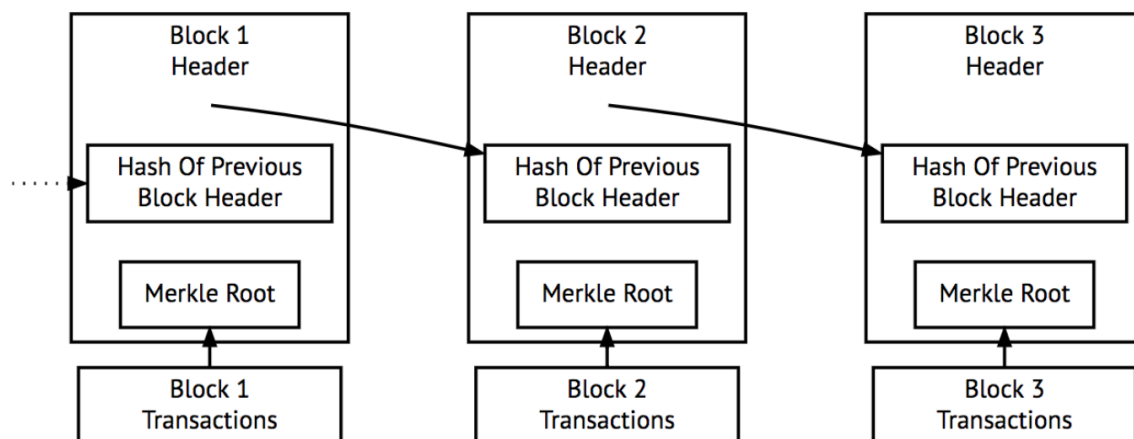 Block 1
Header
Hash Of Previous
Block Header
Merkle Root
Block 1
Transactions
Block 2
Header
Hash Of Previous
Block Header
Merkle Root
Block 2
Transactions
Block 3
Header
Hash Of Previous
Block Header
Merkle Root
Block 3
Transactions